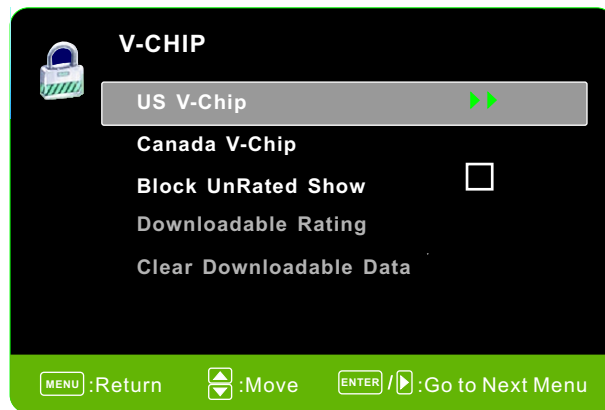 V-CHIP
US V-Chip
Canada V-Chip
Block UnRated Show
Downloadable Rating
Clear Downloadable Data
MENU :Return :Move ENTER / :Go to Next Menu